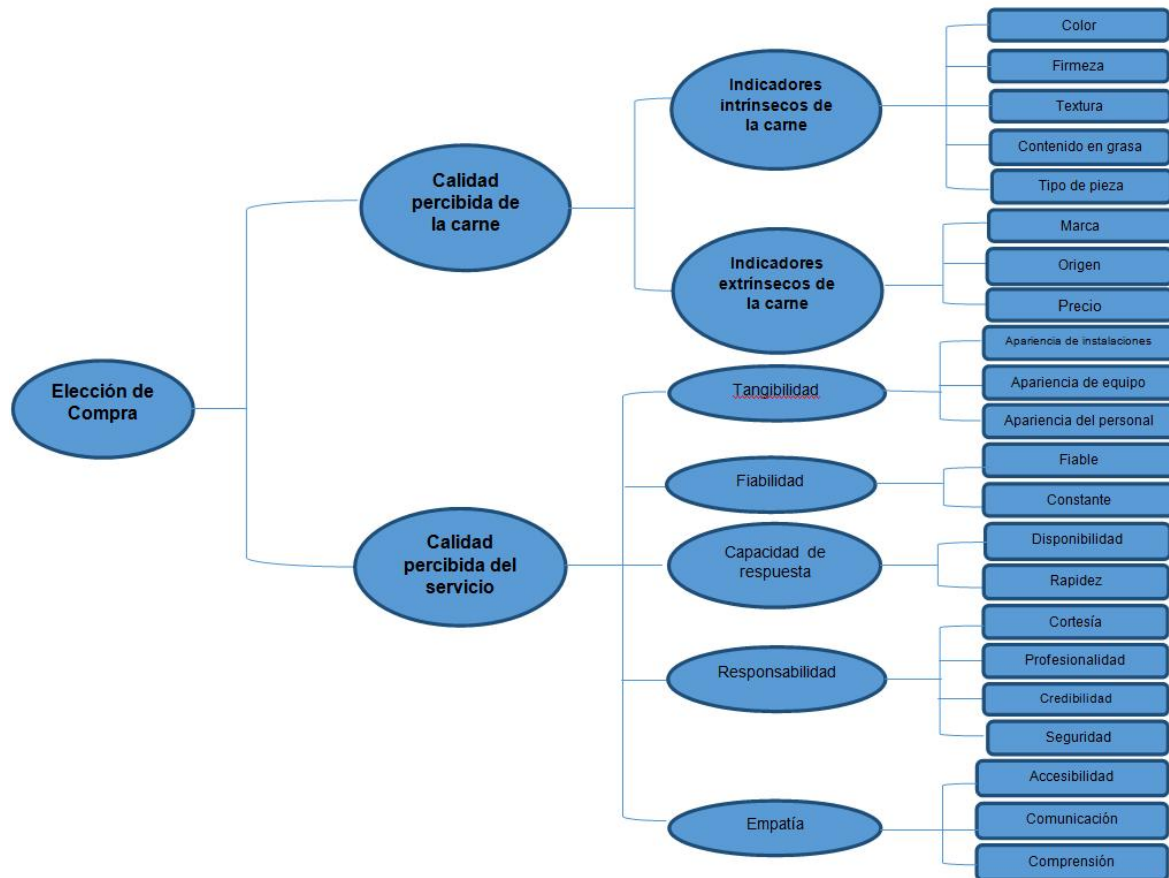 Elección de
Compra
Calidad
percibida de
la carne
Indicadores
intrínsecos de
la carne
Color
Firmeza
Textura
Contenido en grasa
Tipo de pieza
Indicadores
extrínsecos de
la carne
Marca
Origen
Precio
Calidad
percibida del
servicio
Tangibilidad
Apariencia de instalaciones
Apariencia de equipo
Apariencia del personal
Fiabilidad
Fiable
Constante
Capacidad de
respuesta
Disponibilidad
Rapidez
Responsabilidad
Cortesía
Profesionalidad
Credibilidad
Seguridad
Empatía
Accesibilidad
Comunicación
Comprensión